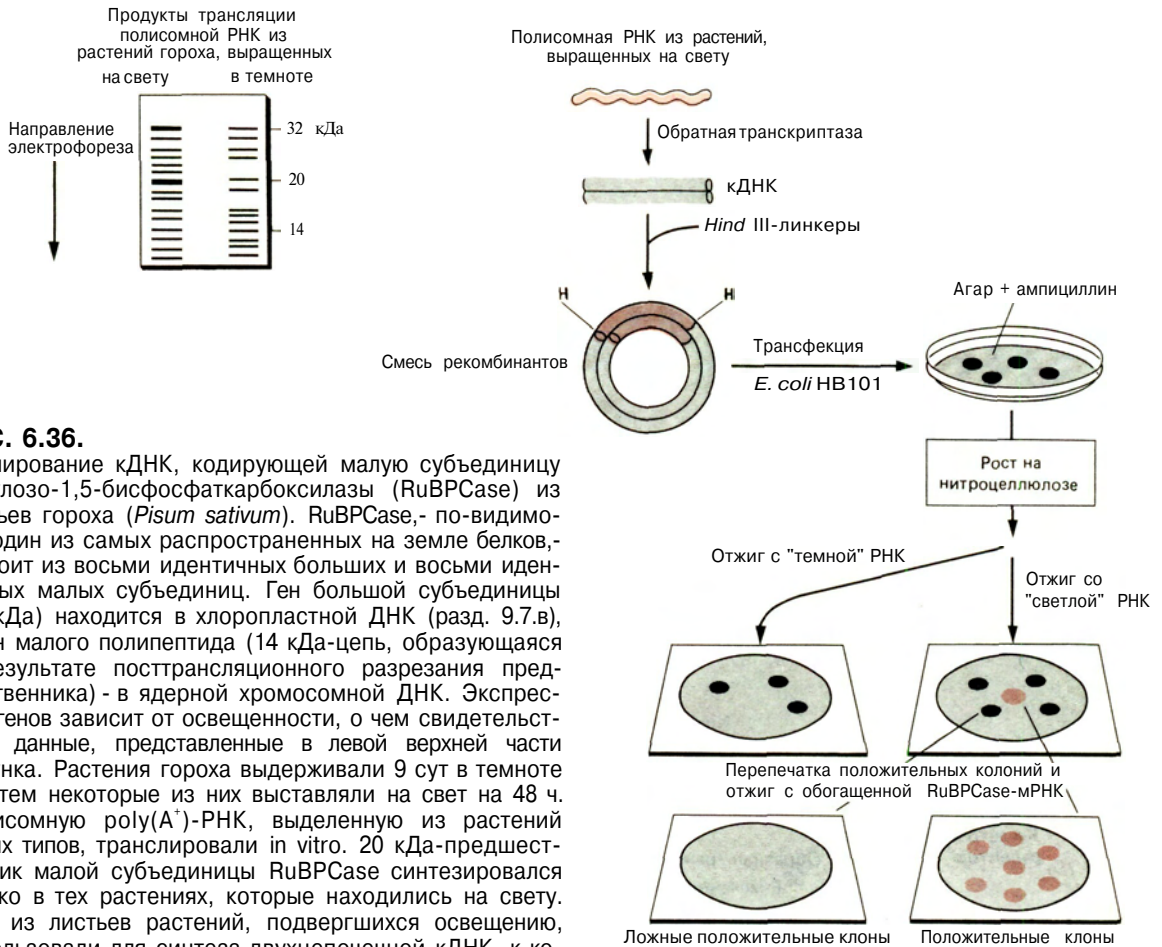 Продукты трансляции
полисомной РНК из
растений гороха, выращенных
на свету в темноте
Направление
электрофореза
32 кДа
20
14
Полисомная РНК из растений,
выращенных на свету
Обратная транскриптаза
кДНК
Hind III-линкеры
H H
Смесь рекомбинантов
Трансфекция
E. coli HB101
Агар + ампициллин
Рост на
нитроцеллюлозе
Отжиг с "темной" РНК
Отжиг со
"светлой" РНК
Перепечатка положительных колоний и
отжиг с обогащенной RuBPCase-мРНК
Ложные положительные клоны
Положительные клоны
С. 6.36.
лирование кДНК, кодирующей малую субъединицу
улозо-1,5-бисфосфаткарбоксилазы (RuBPCase) из
ьев гороха (Pisum sativum). RuBPCase,- по-видимо-
один из самых распространенных на земле белков,-
оит из восьми идентичных больших и восьми иден-
ых малых субъединиц. Ген большой субъединицы
кДа) находится в хлоропластной ДНК (разд. 9.7.в),
н малого полипептида (14 кДа-цепь, образующаяся
езультате посттрансляционного разрезания пред-
твенника) - в ядерной хромосомной ДНК. Экспрес-
генов зависит от освещенности, о чем свидетельст-
данные, представленные в левой верхней части
унка. Растения гороха выдерживали 9 сут в темноте
тем некоторые из них выставляли на свет на 48 ч.
исомную poly(A+)-РНК, выделенную из растений
их типов, транслировали in vitro. 20 кДа-предшест-
ик малой субъединицы RuBPCase синтезировался
ко в тех растениях, которые находились на свету.
из листьев растений, подвергшихся освещению,
льзовали для синтеза двухцепочечной кДНК, к ко-